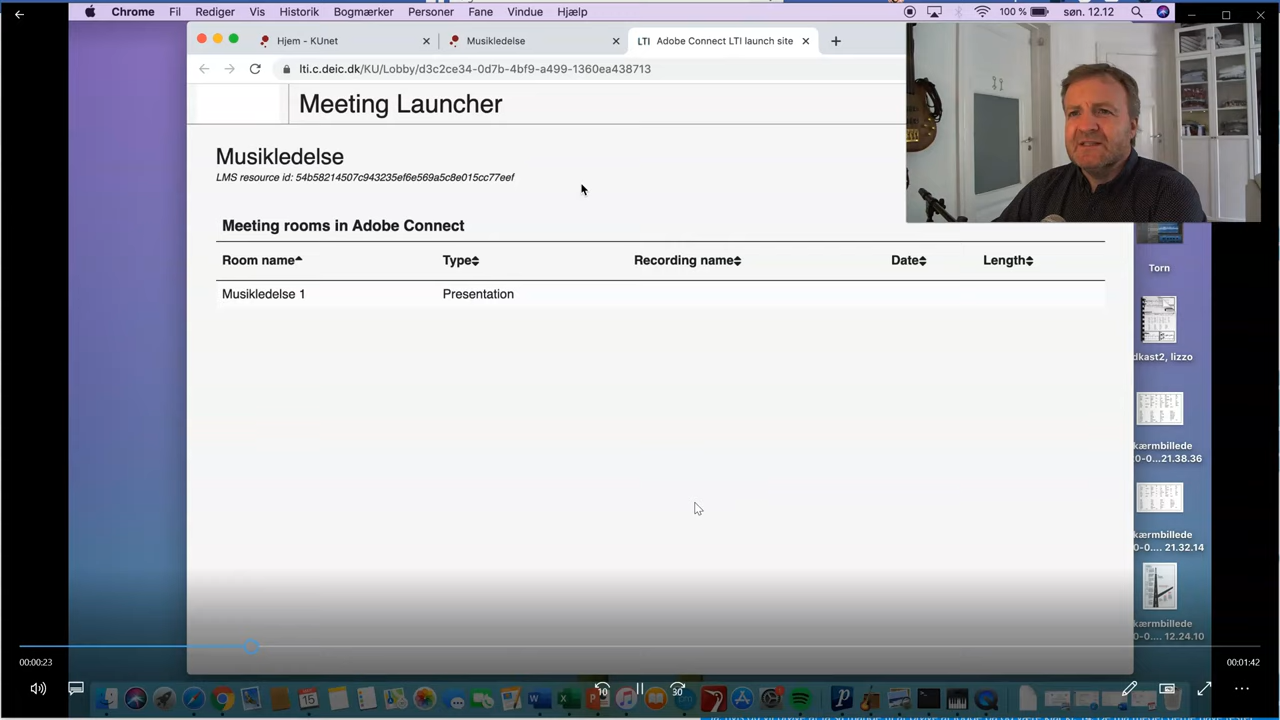 Chrome Fil Rediger Vis Historik Bogmærker Personer Fane Vindue Hjælp 100 % søn. 12.12
Hjem - KUnet Musikledelse LTI Adobe Connect LTI launch site
lti.c.deic.dk/KU/Lobby/d3c2ce34-0d7b-4bf9-a499-1360ea438713
Meeting Launcher
Musikledelse
LMS resource id: 54b58214507c943235ef6e569a5c8e015cc77eef
Meeting rooms in Adobe Connect
Room name Type Recording name Date Length
Musikledelse 1 Presentation
Torn
dkast2, lizzo
kærmbillede
0-0...21.38.36
kærmbillede
0-0.... 21.32.14
kærmbillede
0-0... 12.24.10
00:00:23 00:01:42
10 30
15